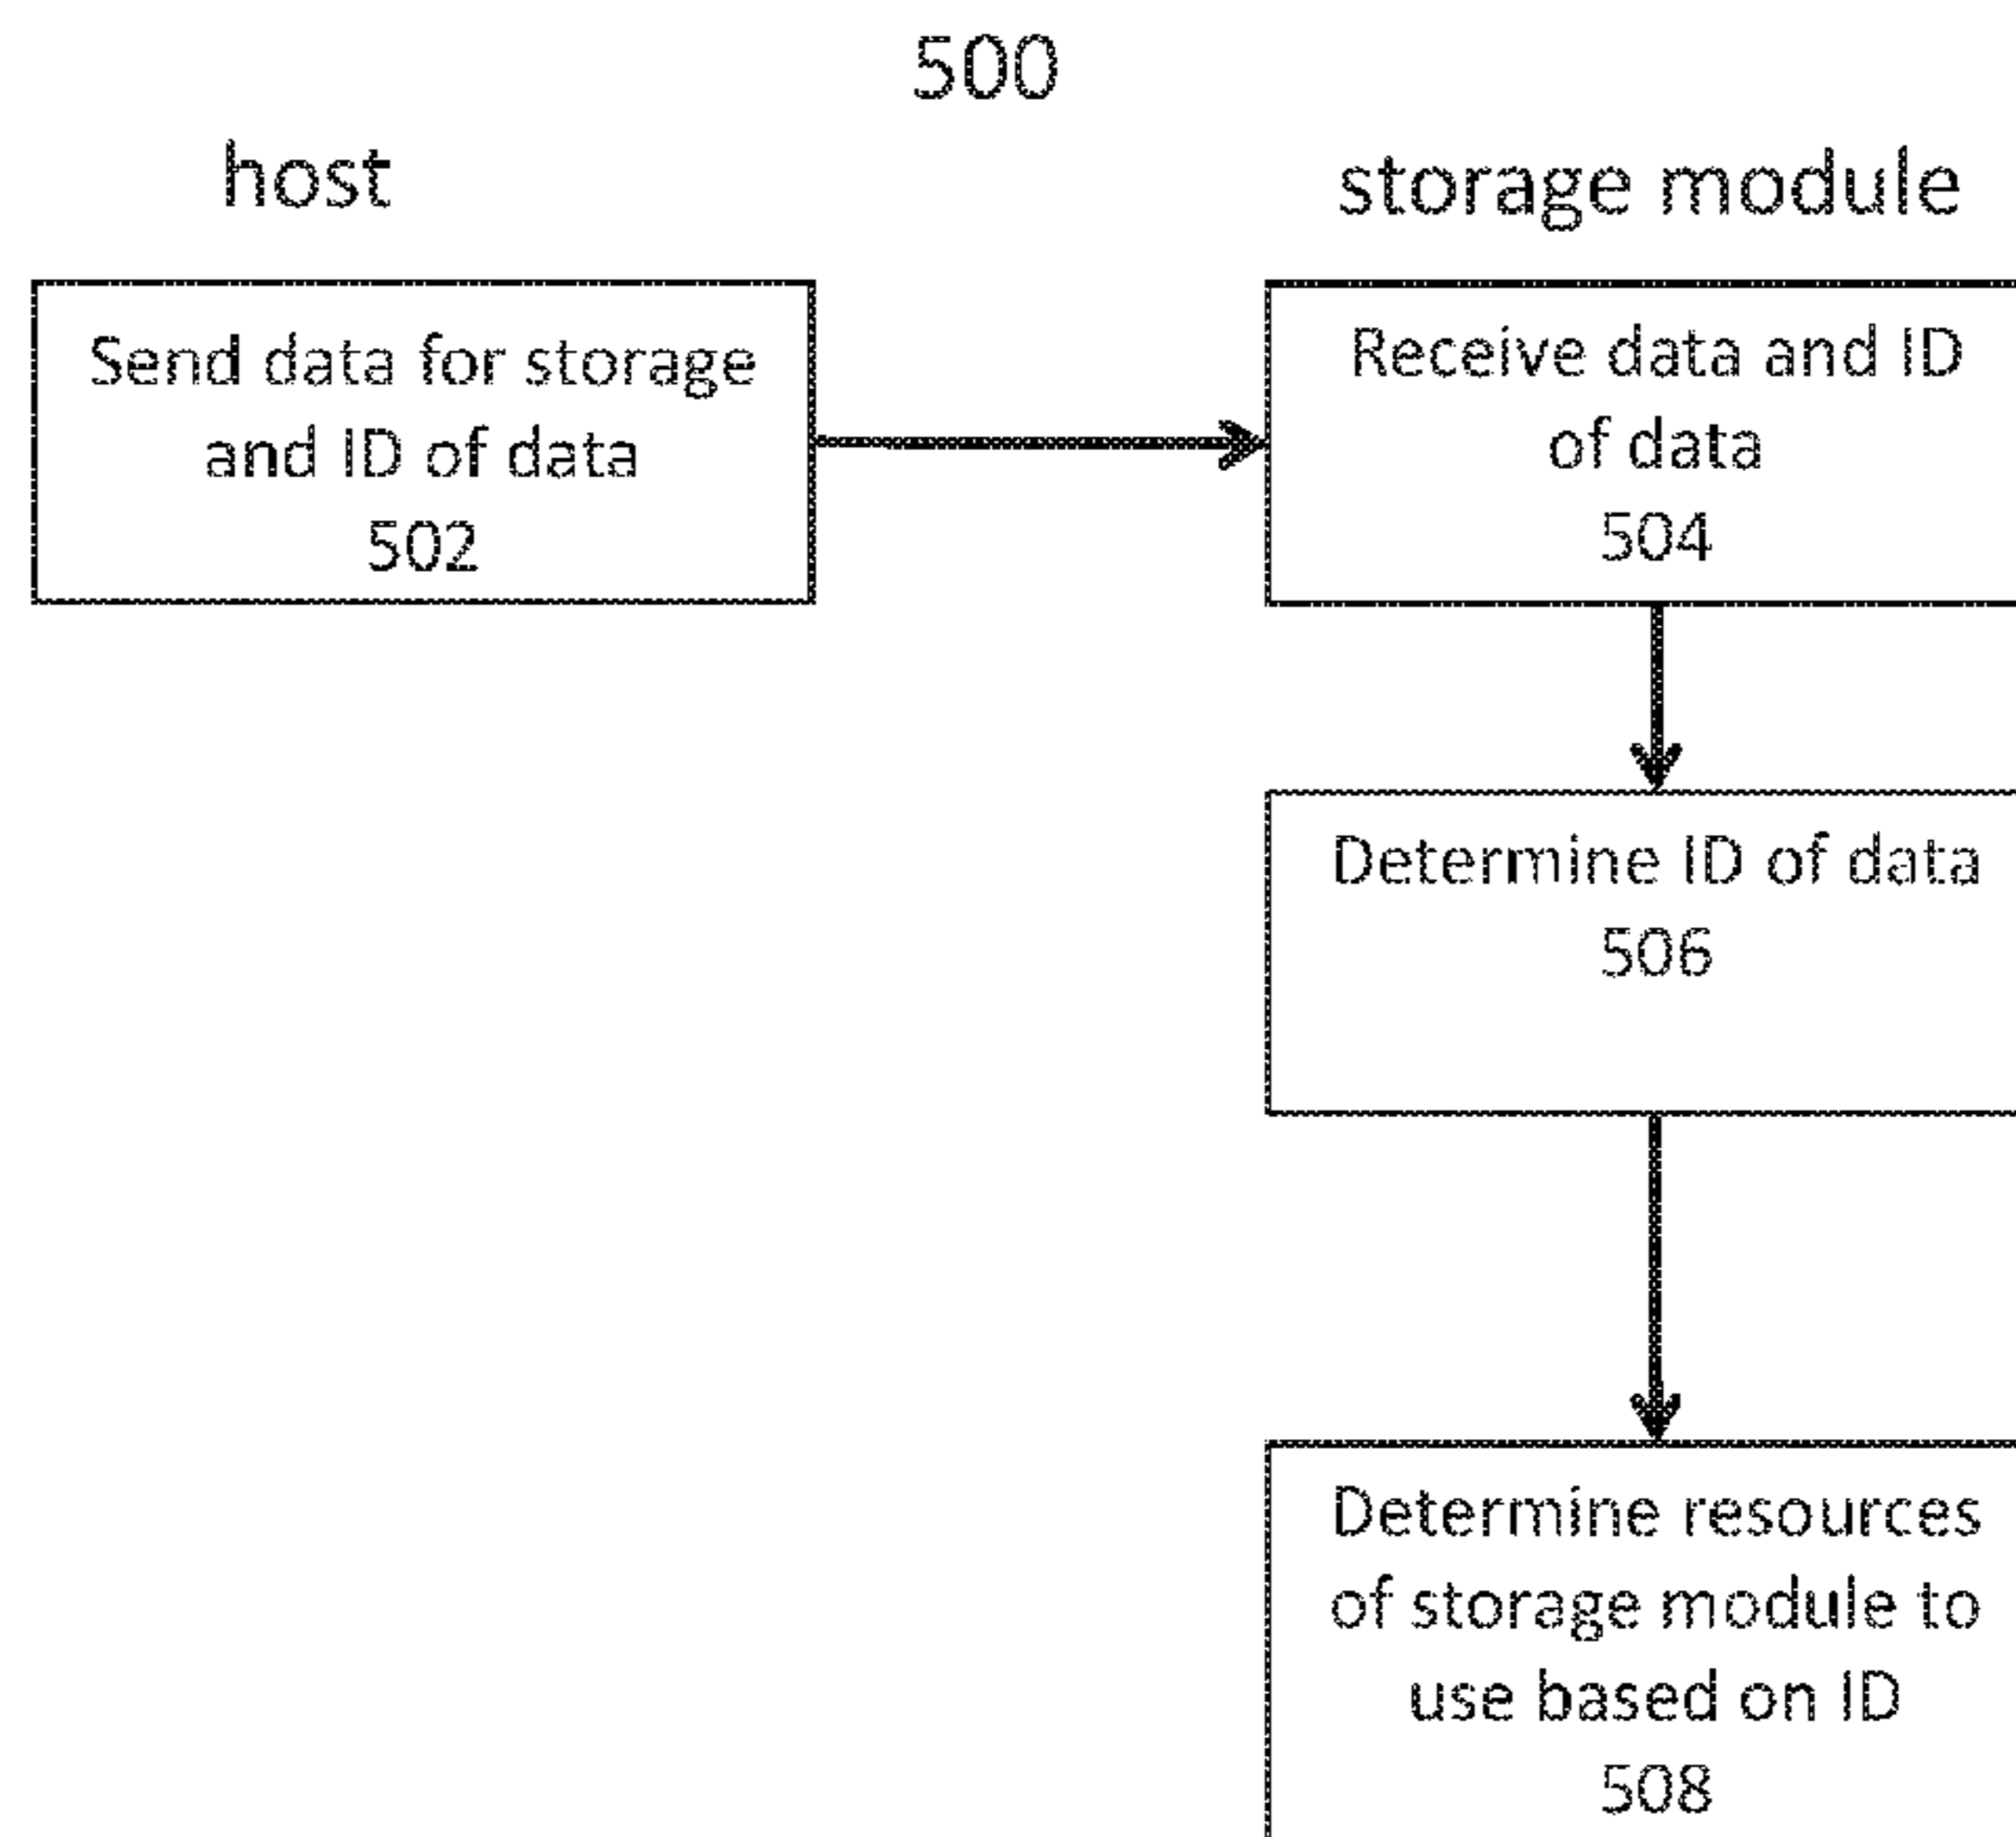 500
host
storage module
Send data for storage
and ID of data
502
Receive data and ID
of data
504
Determine ID of data
506
Determine resources
of storage module to
use based on ID
508